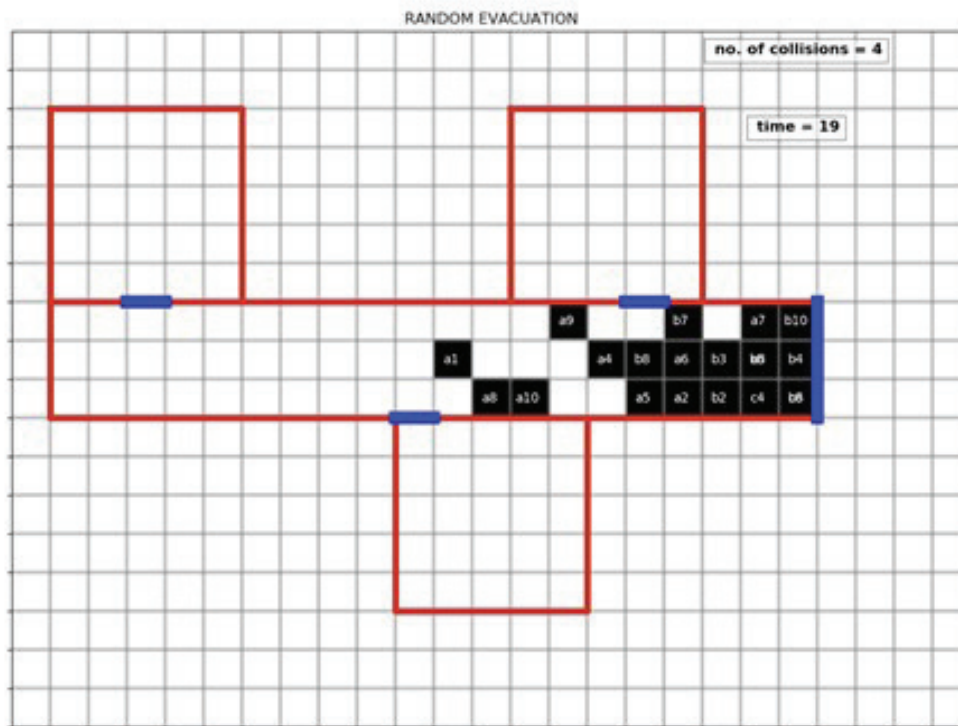 RANDOM EVACUATION
no. of collisions = 4
time = 19
a9 b7 a7 b10
a1 a4 b8 a6 b3 b4
a8 a10 a5 a2 b2 c4